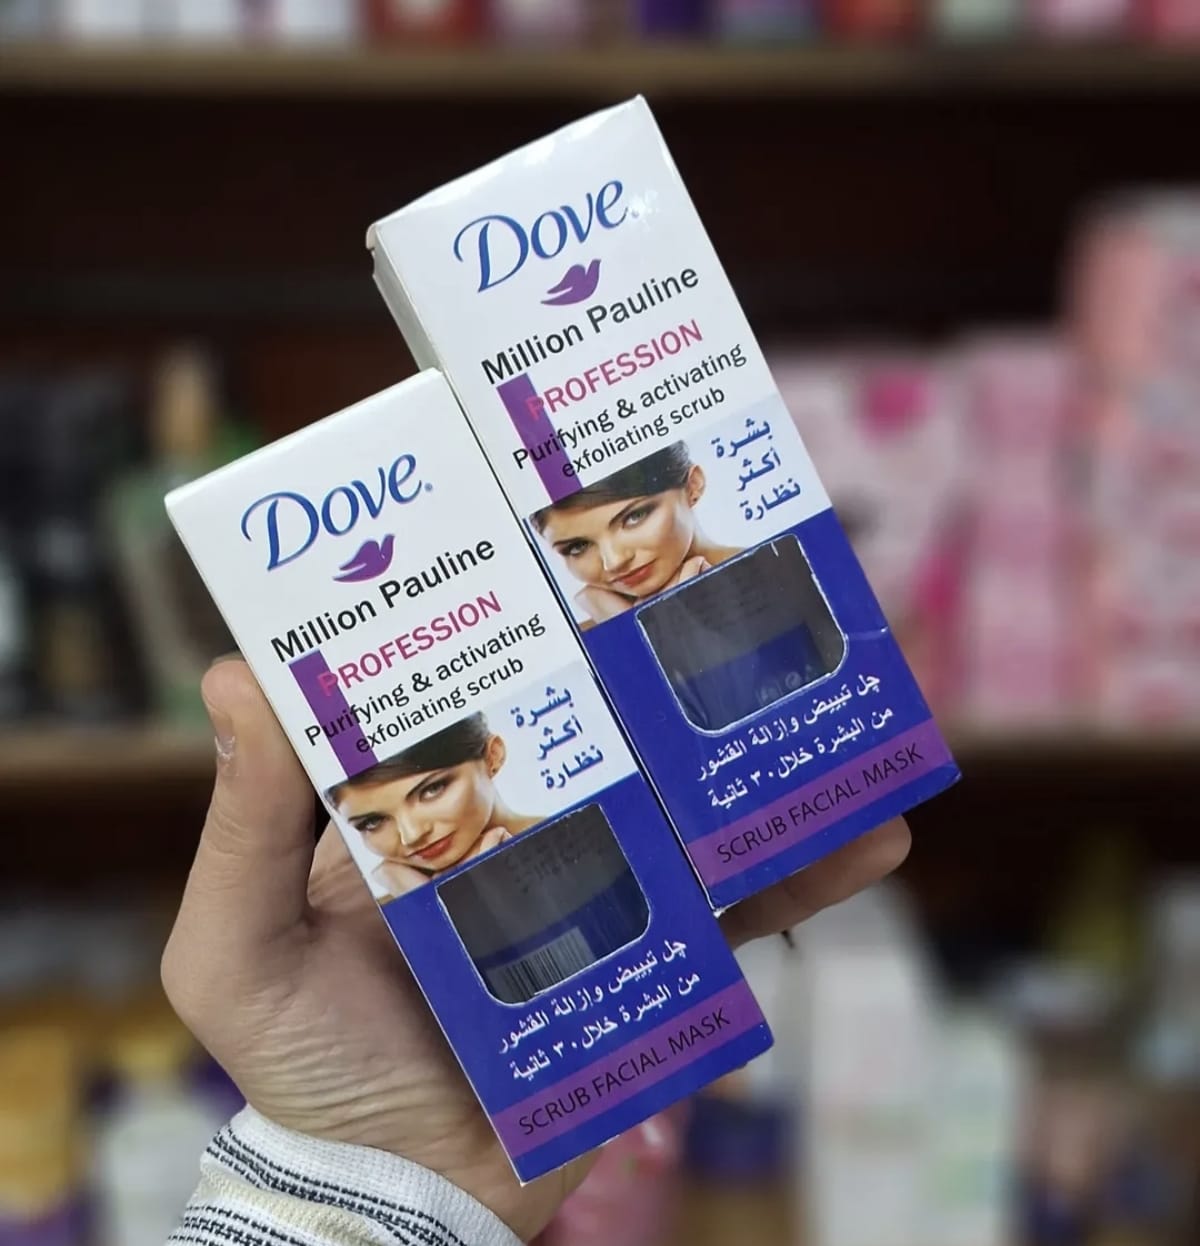 Dove
Million Pauline
PROFESSION
Purifying & activating
exfoliating scrub
بشرة
أكثر
نظارة
جل تبييض وإزالة القشور
من البشرة خلال ٣٠ ثانية
SCRUB FACIAL MASK
Dove
Million Pauline
PROFESSION
Purifying & activating
exfoliating scrub
بشرة
أكثر
نظارة
جل تبييض وإزالة القشور
من البشرة خلال ٣٠ ثانية
SCRUB FACIAL MASK